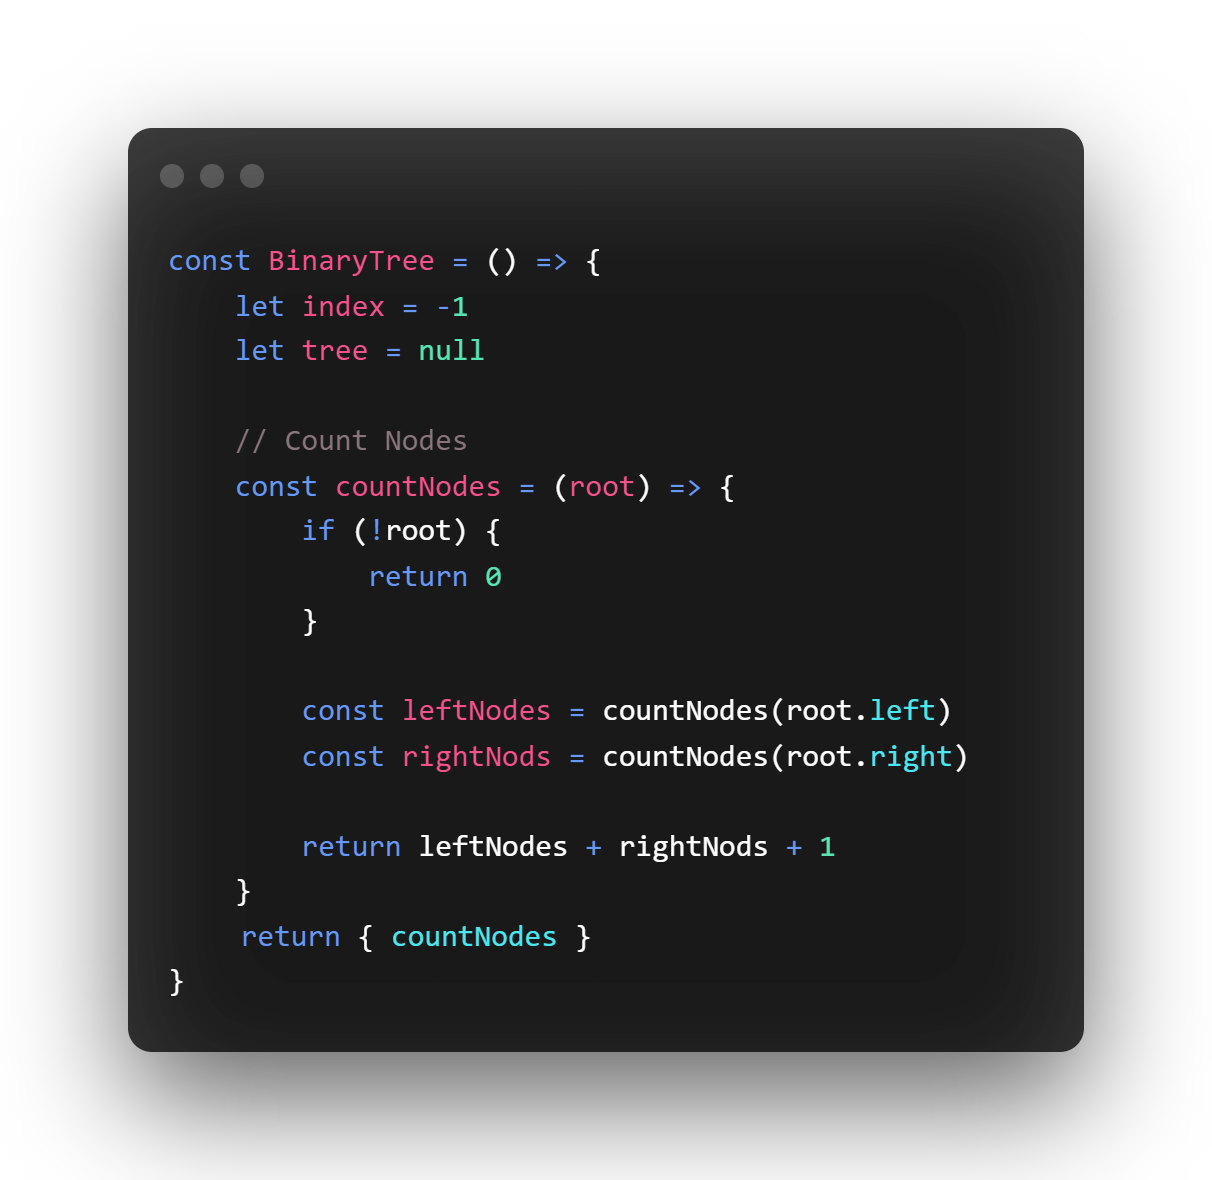 const BinaryTree = () => {
    let index = -1
    let tree = null

    // Count Nodes
    const countNodes = (root) => {
        if (!root) {
            return 0
        }

        const leftNodes = countNodes(root.left)
        const rightNods = countNodes(root.right)

        return leftNodes + rightNods + 1
    }
    return { countNodes }
}